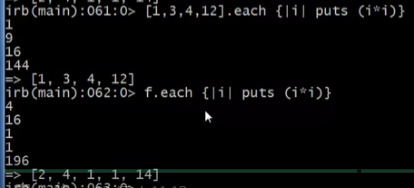 irb(main):061:0> [1,3,4,12].each {|i| puts (i*i)}
1
9
16
144
=> [1, 3, 4, 12]
irb(main):062:0> f.each {|i| puts (i*i)}
4
16
1
1
196
=> [2, 4, 1, 1, 14]